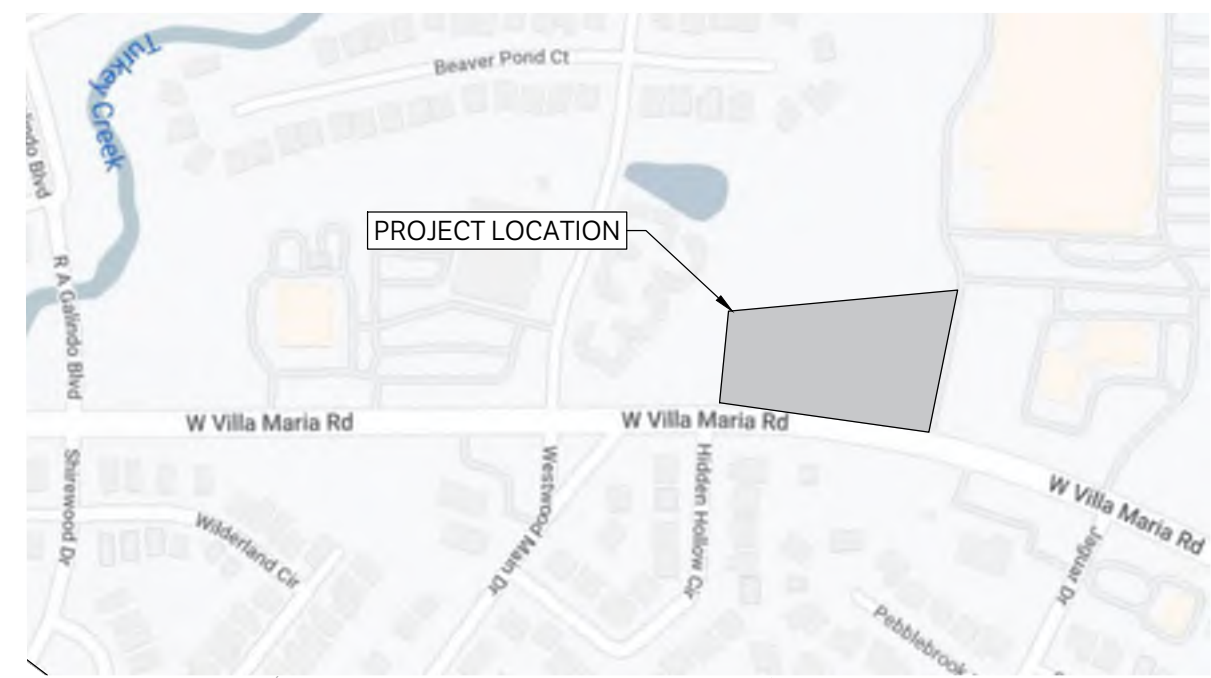 Turkey Creek
Beaver Pond Ct
Blvd
PROJECT LOCATION
R A Galindo Blvd
W Villa Maria Rd
W Villa Maria Rd
W Villa Maria Rd
Shirewood Dr
Wilderland Cir
Westwood Main Dr
Hidden Hollow Cir
Jaguar Dr
Pebblebrook